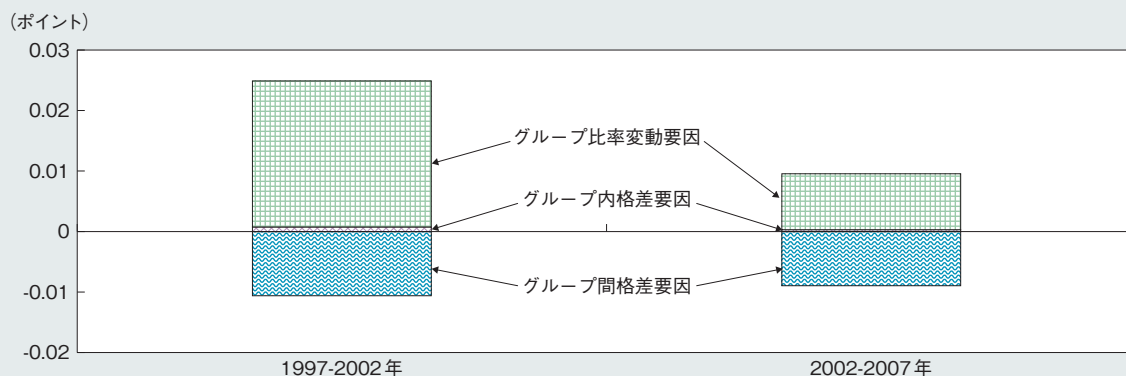 （ポイント）
0.03
0.02
0.01
0
-0.01
-0.02
グループ比率変動要因
グループ内格差要因
グループ間格差要因
1997-2002年
2002-2007年